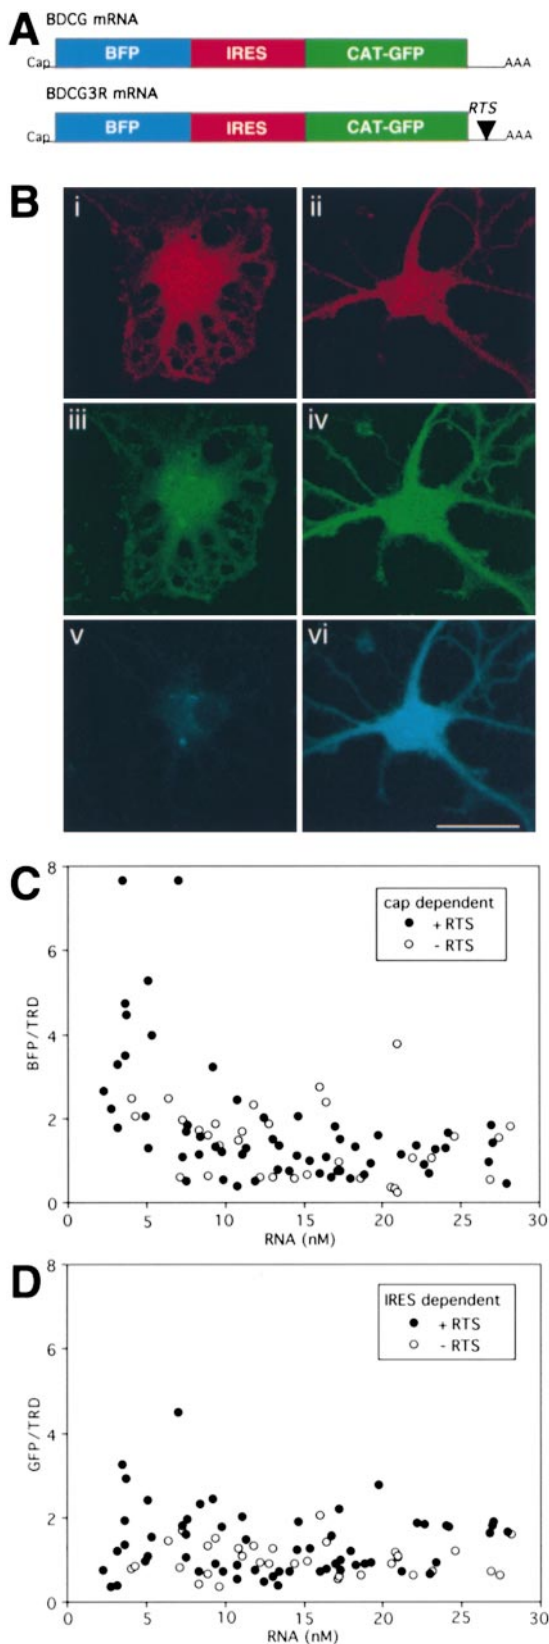 A
BDCG mRNA
Cap BFP IRES CAT-GFP AAA
BDCG3R mRNA
RTS
Cap BFP IRES CAT-GFP AAA
B
i ii
iii iv
v vi
C
8
6
4
2
0
BFP/TRD
cap dependent
+ RTS
- RTS
0 5 10 15 20 25 30
RNA (nM)
D
8
6
4
2
0
GFP/TRD
IRES dependent
+ RTS
- RTS
0 5 10 15 20 25 30
RNA (nM)